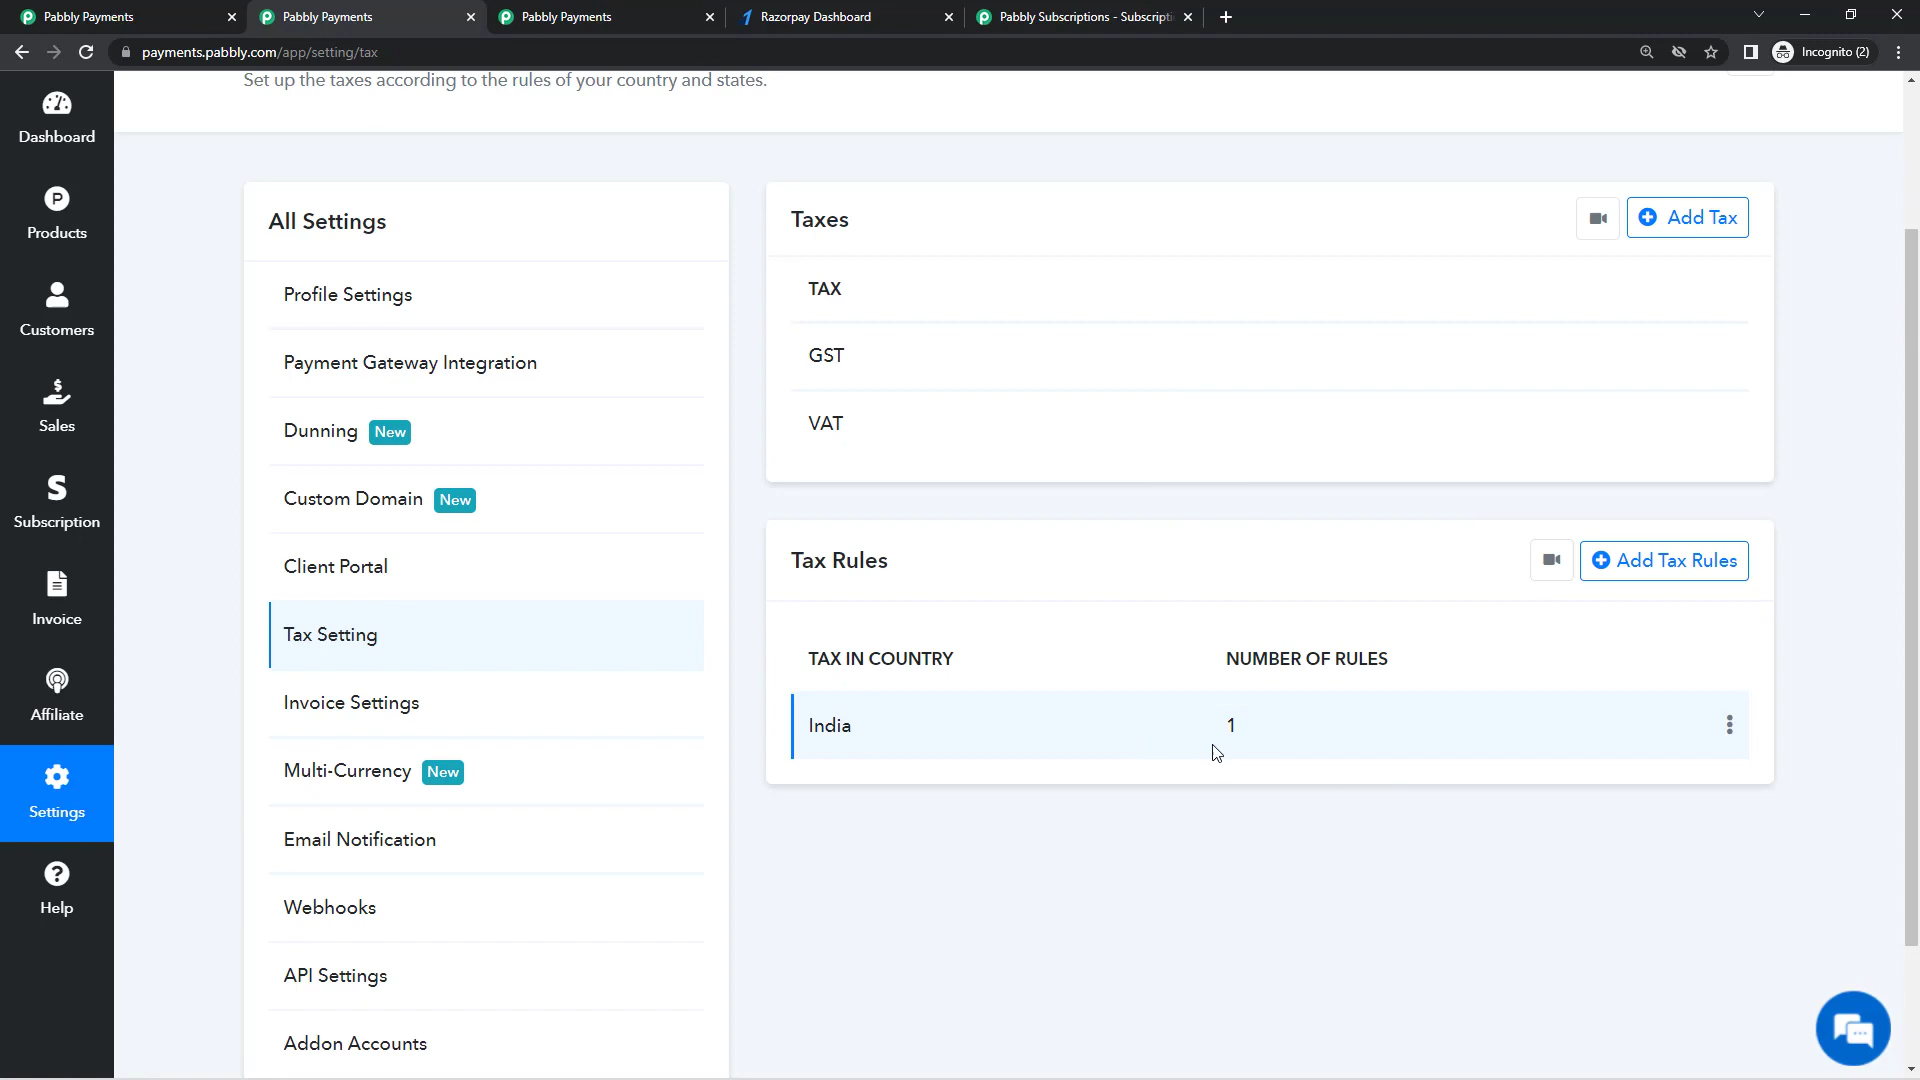 Pabbly Payments
Pabbly Payments
Pabbly Payments
Razorpay Dashboard
Pabbly Subscriptions - Subscripti
payments.pabbly.com/app/setting/tax
Incognito (2)
Set up the taxes according to the rules of your country and states.
Dashboard
Products
Customers
Sales
Subscription
Invoice
Affiliate
Settings
Help
All Settings
Profile Settings
Payment Gateway Integration
Dunning New
Custom Domain New
Client Portal
Tax Setting
Invoice Settings
Multi-Currency New
Email Notification
Webhooks
API Settings
Addon Accounts
Taxes
Add Tax
TAX
GST
VAT
Tax Rules
Add Tax Rules
TAX IN COUNTRY NUMBER OF RULES
India 1